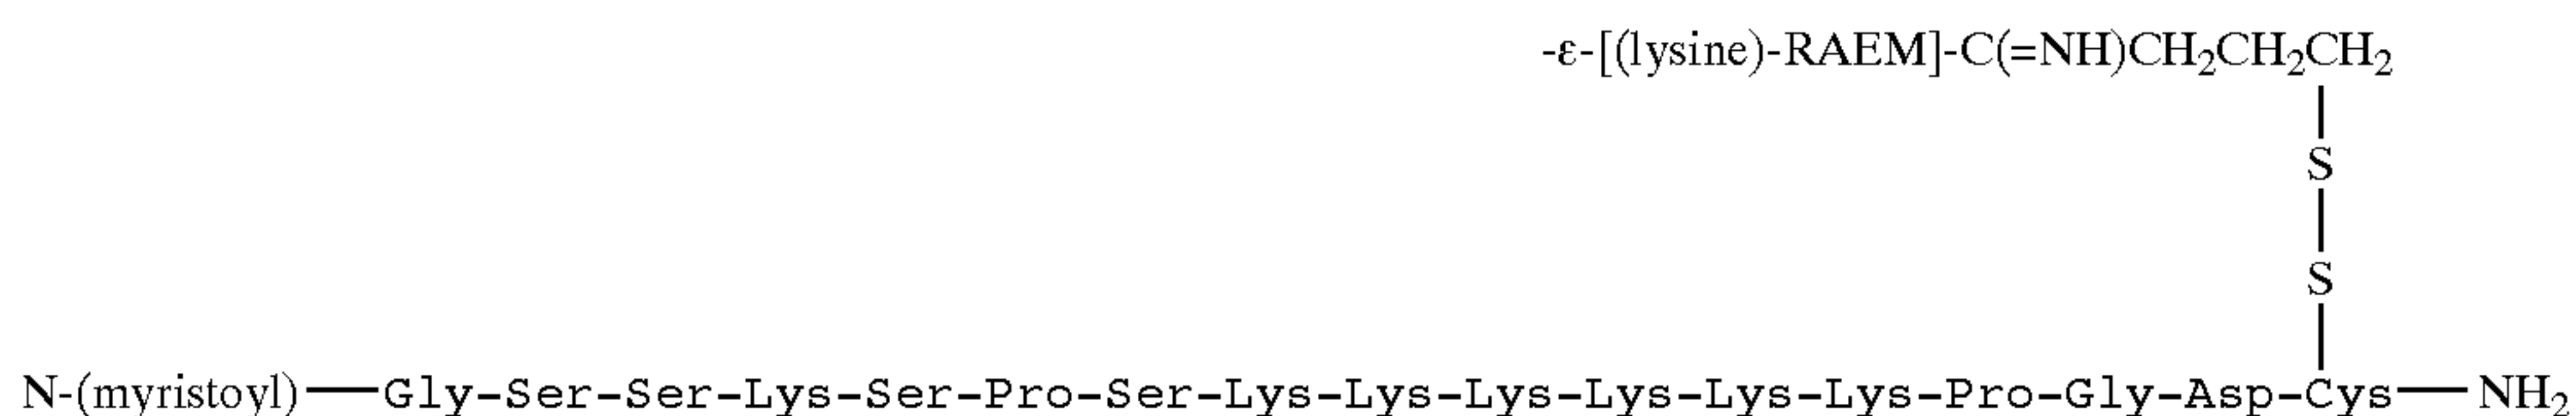 -ε-[(lysine)-RAEM]-C(=NH)CH₂CH₂CH₂
S
S
N-(myristoyl)—Gly-Ser-Ser-Lys-Ser-Pro-Ser-Lys-Lys-Lys-Lys-Lys-Lys-Pro-Gly-Asp-Cys—NH₂